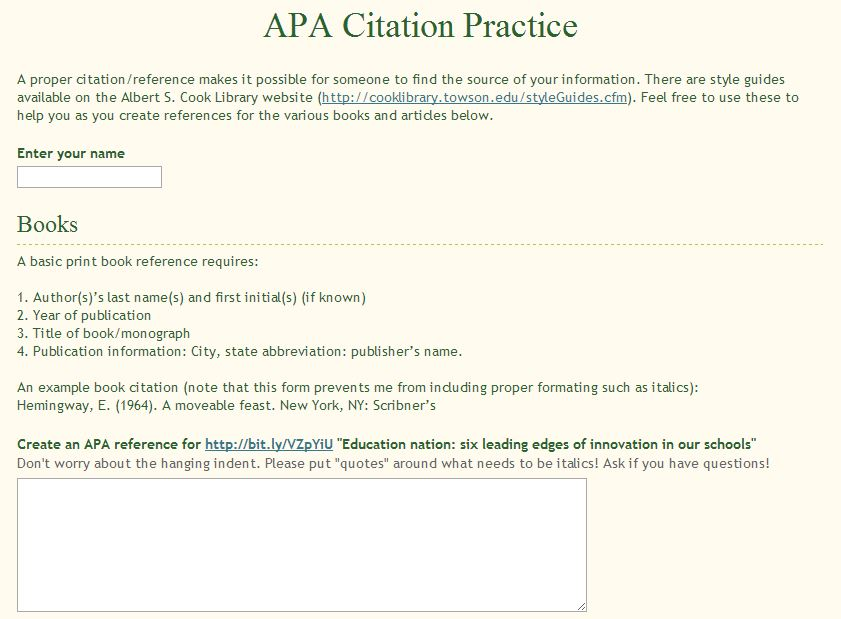 APA Citation Practice
A proper citation/reference makes it possible for someone to find the source of your information. There are style guides
available on the Albert S. Cook Library website (http://cooklibrary.towson.edu/styleGuides.cfm). Feel free to use these to
help you as you create references for the various books and articles below.
Enter your name
Books
A basic print book reference requires:
1. Author(s)’s last name(s) and first initial(s) (if known)
2. Year of publication
3. Title of book/monograph
4. Publication information: City, state abbreviation: publisher’s name.
An example book citation (note that this form prevents me from including proper formating such as italics):
Hemingway, E. (1964). A moveable feast. New York, NY: Scribner’s
Create an APA reference for http://bit.ly/VZpYiU "Education nation: six leading edges of innovation in our schools"
Don't worry about the hanging indent. Please put "quotes" around what needs to be italics! Ask if you have questions!